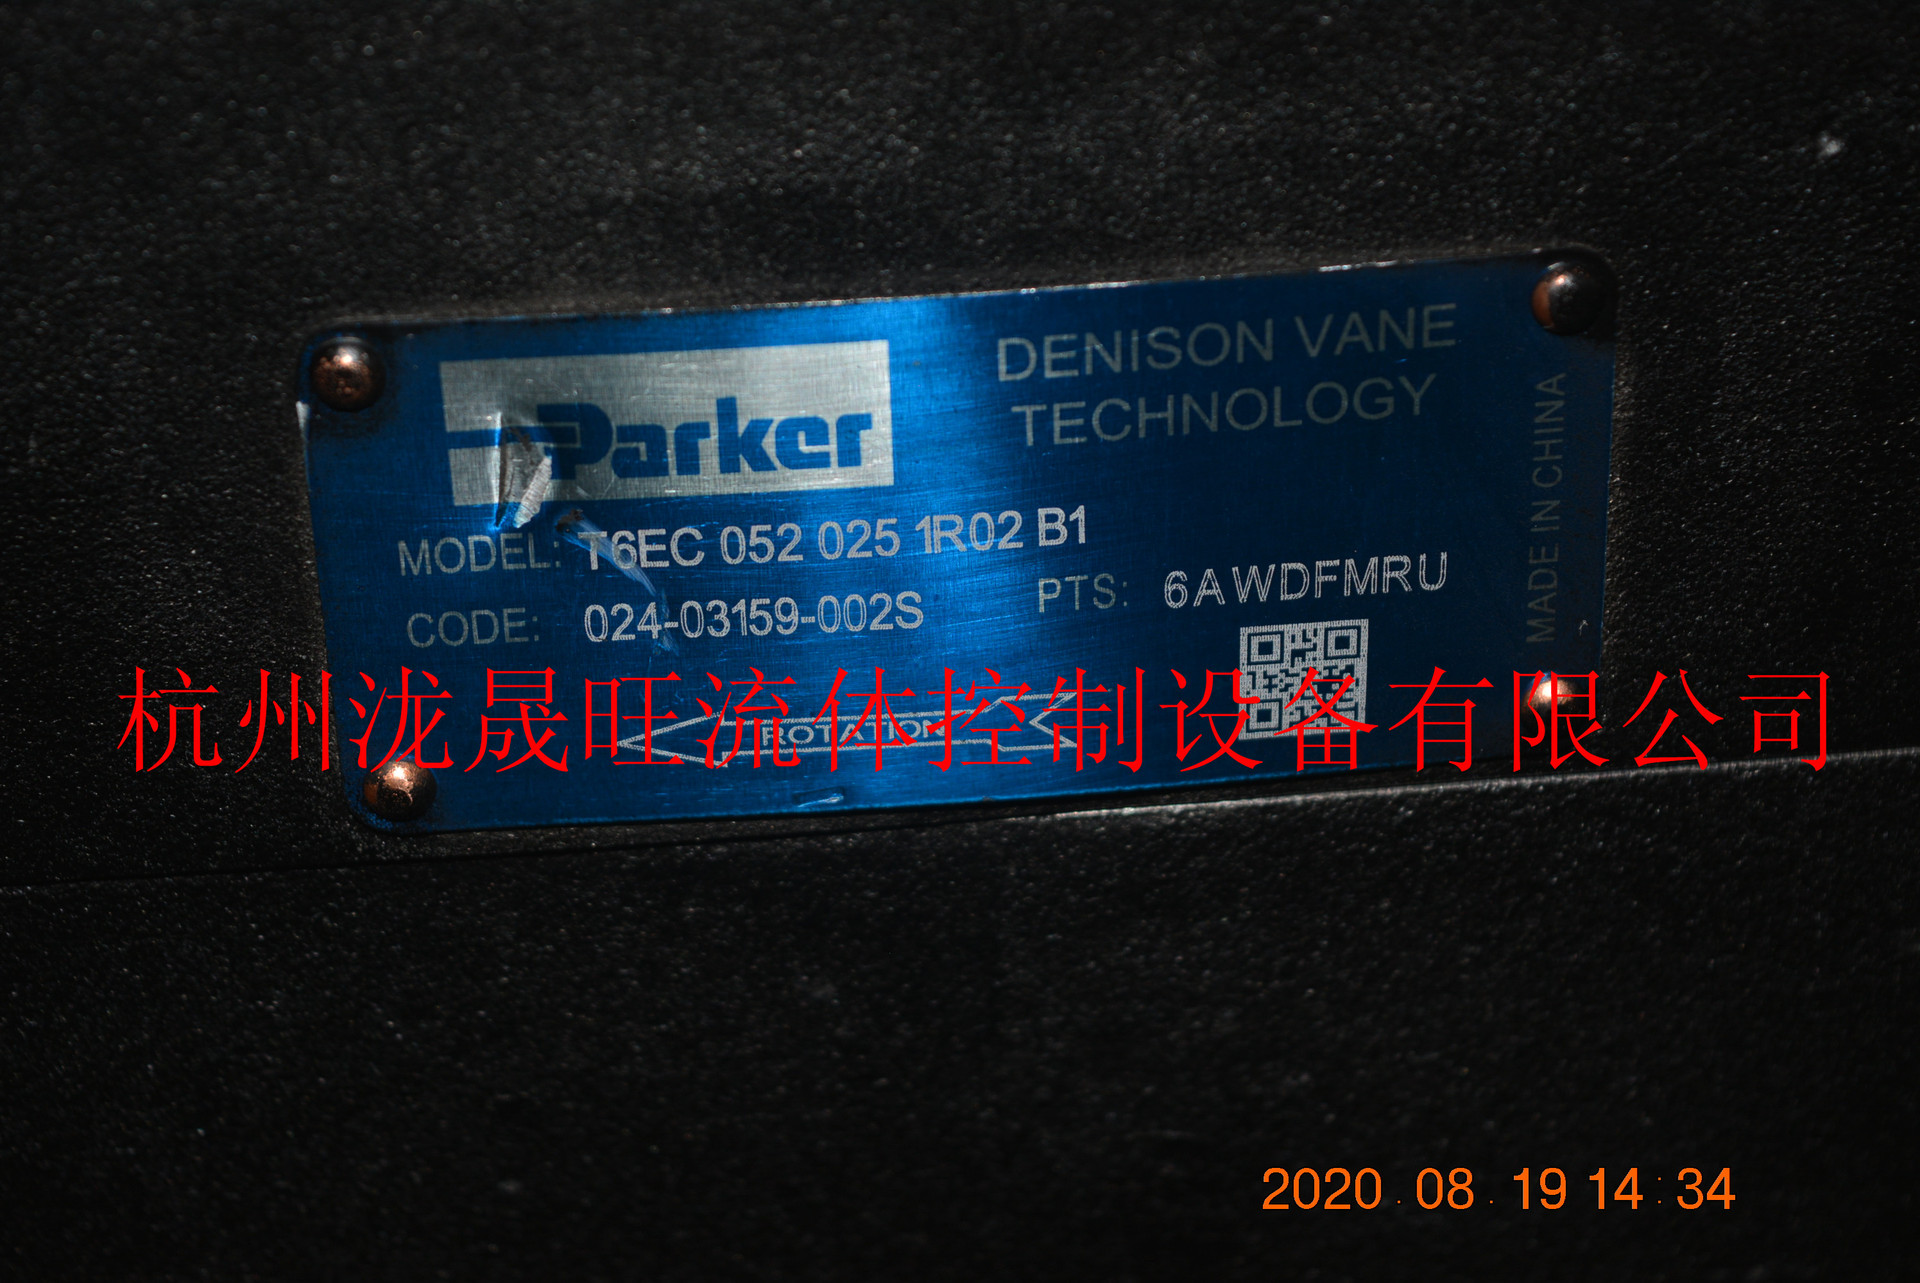 Parker
DENISON VANE
TECHNOLOGY
MADE IN CHINA
MODEL: T6EC 052 025 1R02 B1
CODE: 024-03159-002S
PTS: 6AWDFMRU
ROTATION
杭州泷晟旺流体控制设备有限公司
2020.08.19 14:34